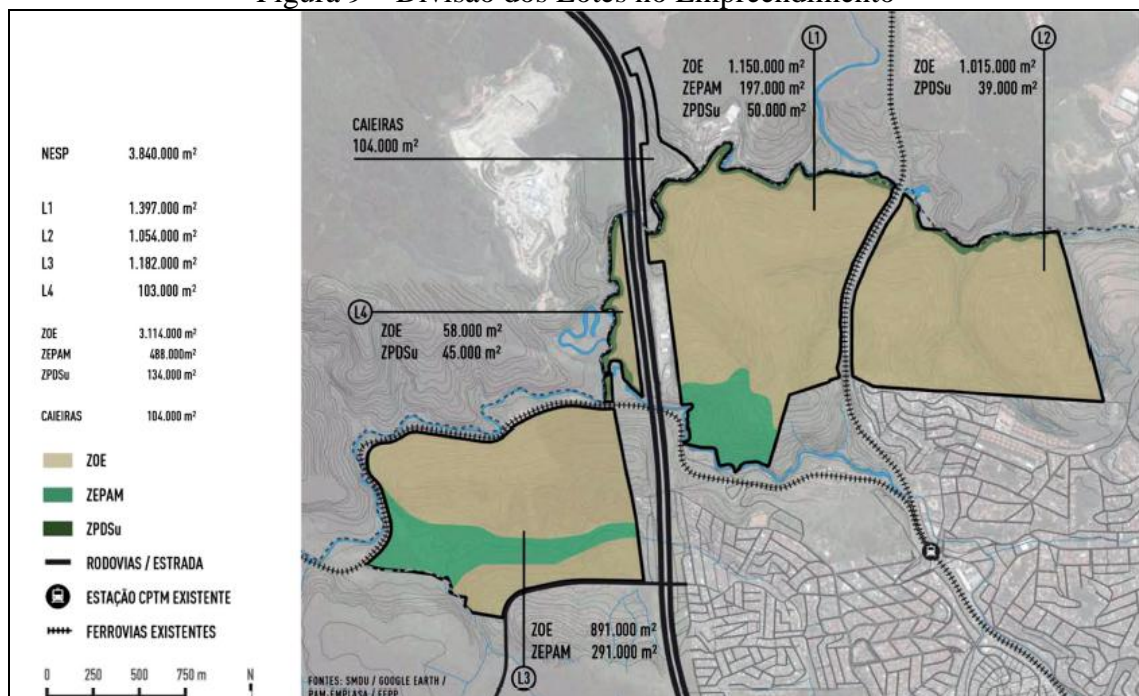 Figura 9 – Divisão dos Lotes no Empreendimento
NESP 3.840.000 m²
L1 1.397.000 m²
L2 1.054.000 m²
L3 1.182.000 m²
L4 103.000 m²
ZOE 3.114.000 m²
ZEPAM 488.000m²
ZPDSu 134.000 m²
CAIEIRAS 104.000 m²
ZOE
ZEPAM
ZPDSu
RODOVIAS / ESTRADA
ESTAÇÃO CPTM EXISTENTE
FERROVIAS EXISTENTES
0 250 500 750 m N
CAIEIRAS
104.000 m²
L1
ZOE 1.150.000 m²
ZEPAM 197.000 m²
ZPDSu 50.000 m²
L2
ZOE 1.015.000 m²
ZPDSu 39.000 m²
L4
ZOE 58.000 m²
ZPDSu 45.000 m²
ZOE 891.000 m²
ZEPAM 291.000 m²
L3
FONTES: SMDU / GOOGLE EARTH /
PAM-EMPLASA / FEPP